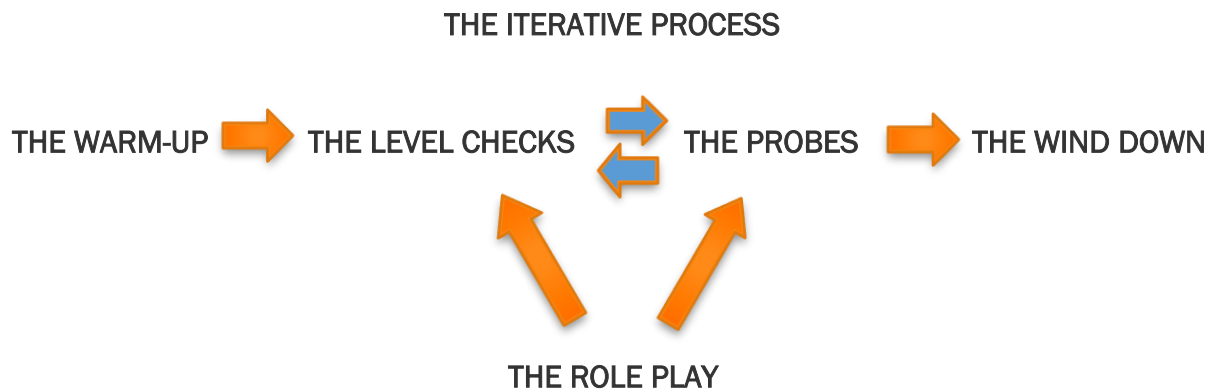 THE ITERATIVE PROCESS
THE WARM-UP
THE LEVEL CHECKS
THE PROBES
THE WIND DOWN
THE ROLE PLAY